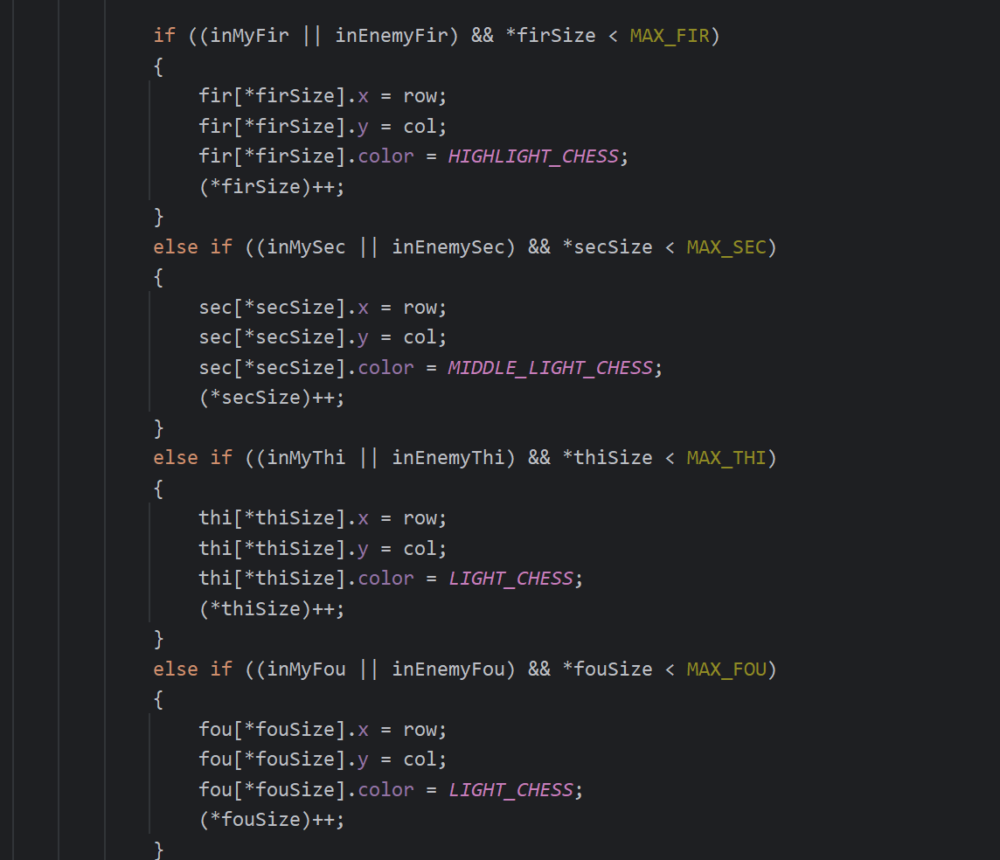 if ((inMyFir || inEnemyFir) && *firSize < MAX_FIR)
{
fir[*firSize].x = row;
fir[*firSize].y = col;
fir[*firSize].color = HIGHLIGHT_CHESS;
(*firSize)++;
}
else if ((inMySec || inEnemySec) && *secSize < MAX_SEC)
{
sec[*secSize].x = row;
sec[*secSize].y = col;
sec[*secSize].color = MIDDLE_LIGHT_CHESS;
(*secSize)++;
}
else if ((inMyThi || inEnemyThi) && *thiSize < MAX_THI)
{
thi[*thiSize].x = row;
thi[*thiSize].y = col;
thi[*thiSize].color = LIGHT_CHESS;
(*thiSize)++;
}
else if ((inMyFou || inEnemyFou) && *fouSize < MAX_FOU)
{
fou[*fouSize].x = row;
fou[*fouSize].y = col;
fou[*fouSize].color = LIGHT_CHESS;
(*fouSize)++;
}